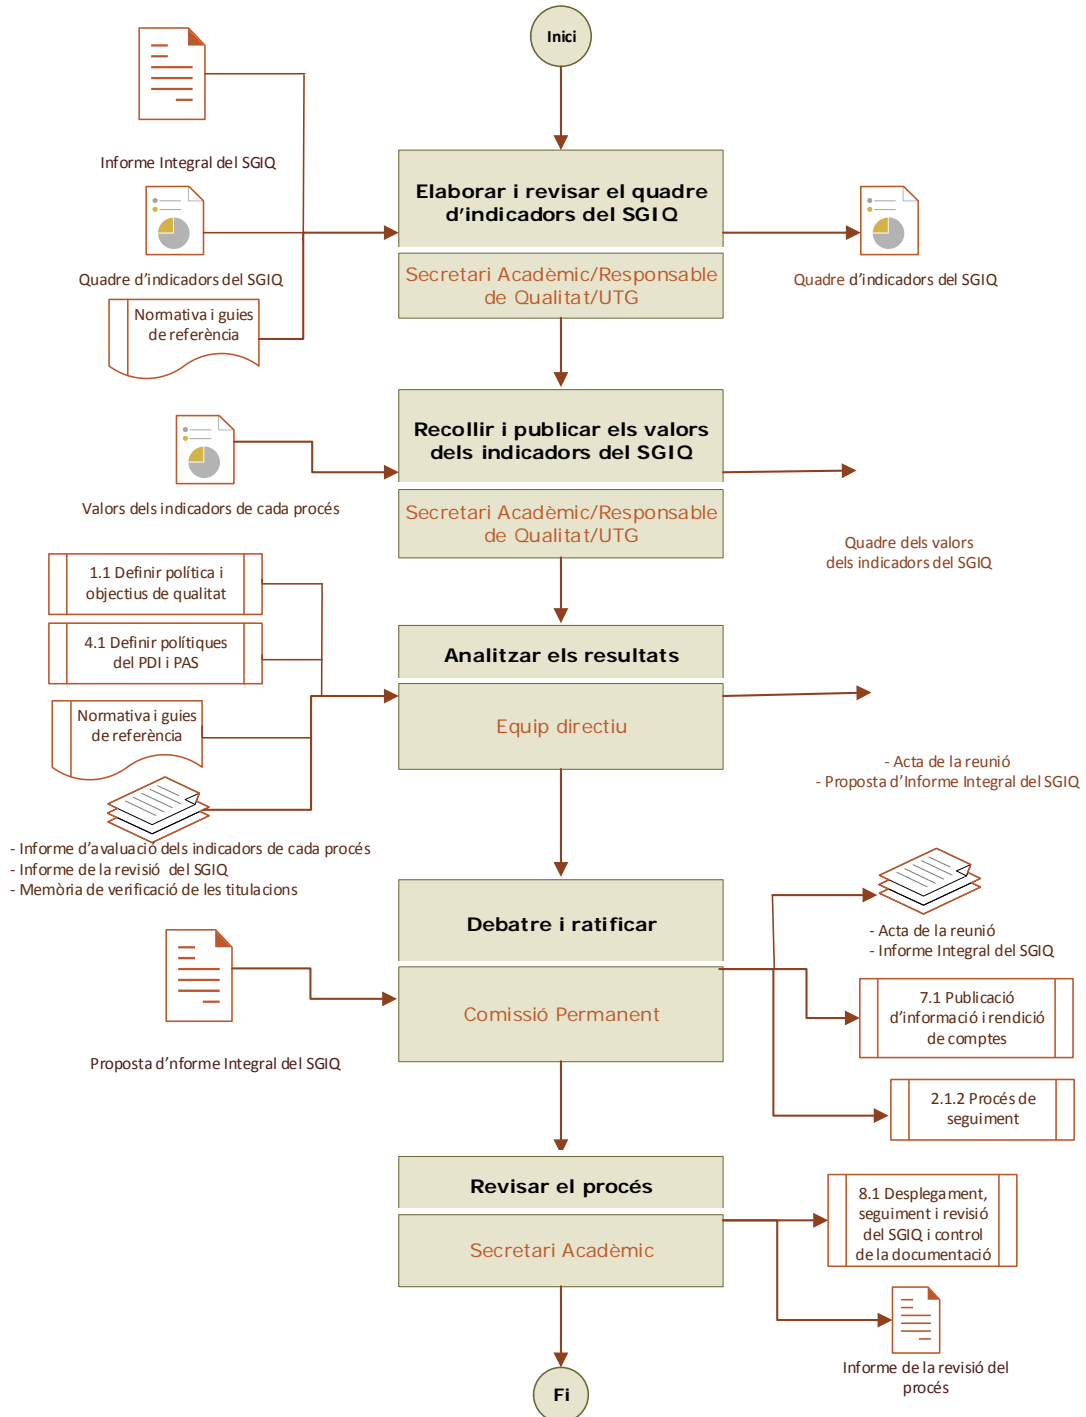 Inici
Informe Integral del SGIQ
Elaborar i revisar el quadre
d'indicadors del SGIQ
Quadre d'indicadors del SGIQ
Secretari Acadèmic/Responsable
de Qualitat/UTG
Quadre d'indicadors del SGIQ
Normativa i guies
de referència
Recollir i publicar els valors
dels indicadors del SGIQ
Valors dels indicadors de cada procés
Secretari Acadèmic/Responsable
de Qualitat/UTG
Quadre dels valors
dels indicadors del SGIQ
1.1 Definir política i
objectius de qualitat
4.1 Definir polítiques
del PDI i PAS
Analitzar els resultats
Normativa i guies
de referència
Equip directiu
- Acta de la reunió
- Proposta d'Informe Integral del SGIQ
- Informe d'avaluació dels indicadors de cada procés
- Informe de la revisió del SGIQ
- Memòria de verificació de les titulacions
Debatre i ratificar
- Acta de la reunió
- Informe Integral del SGIQ
Comissió Permanent
7.1 Publicació
d'informació i rendició
de comptes
Proposta d'nforme Integral del SGIQ
2.1.2 Procés de
seguiment
Revisar el procés
Secretari Acadèmic
8.1 Desplegament,
seguiment i revisió
del SGIQ i control
de la documentació
Informe de la revisió del
procés
Fi